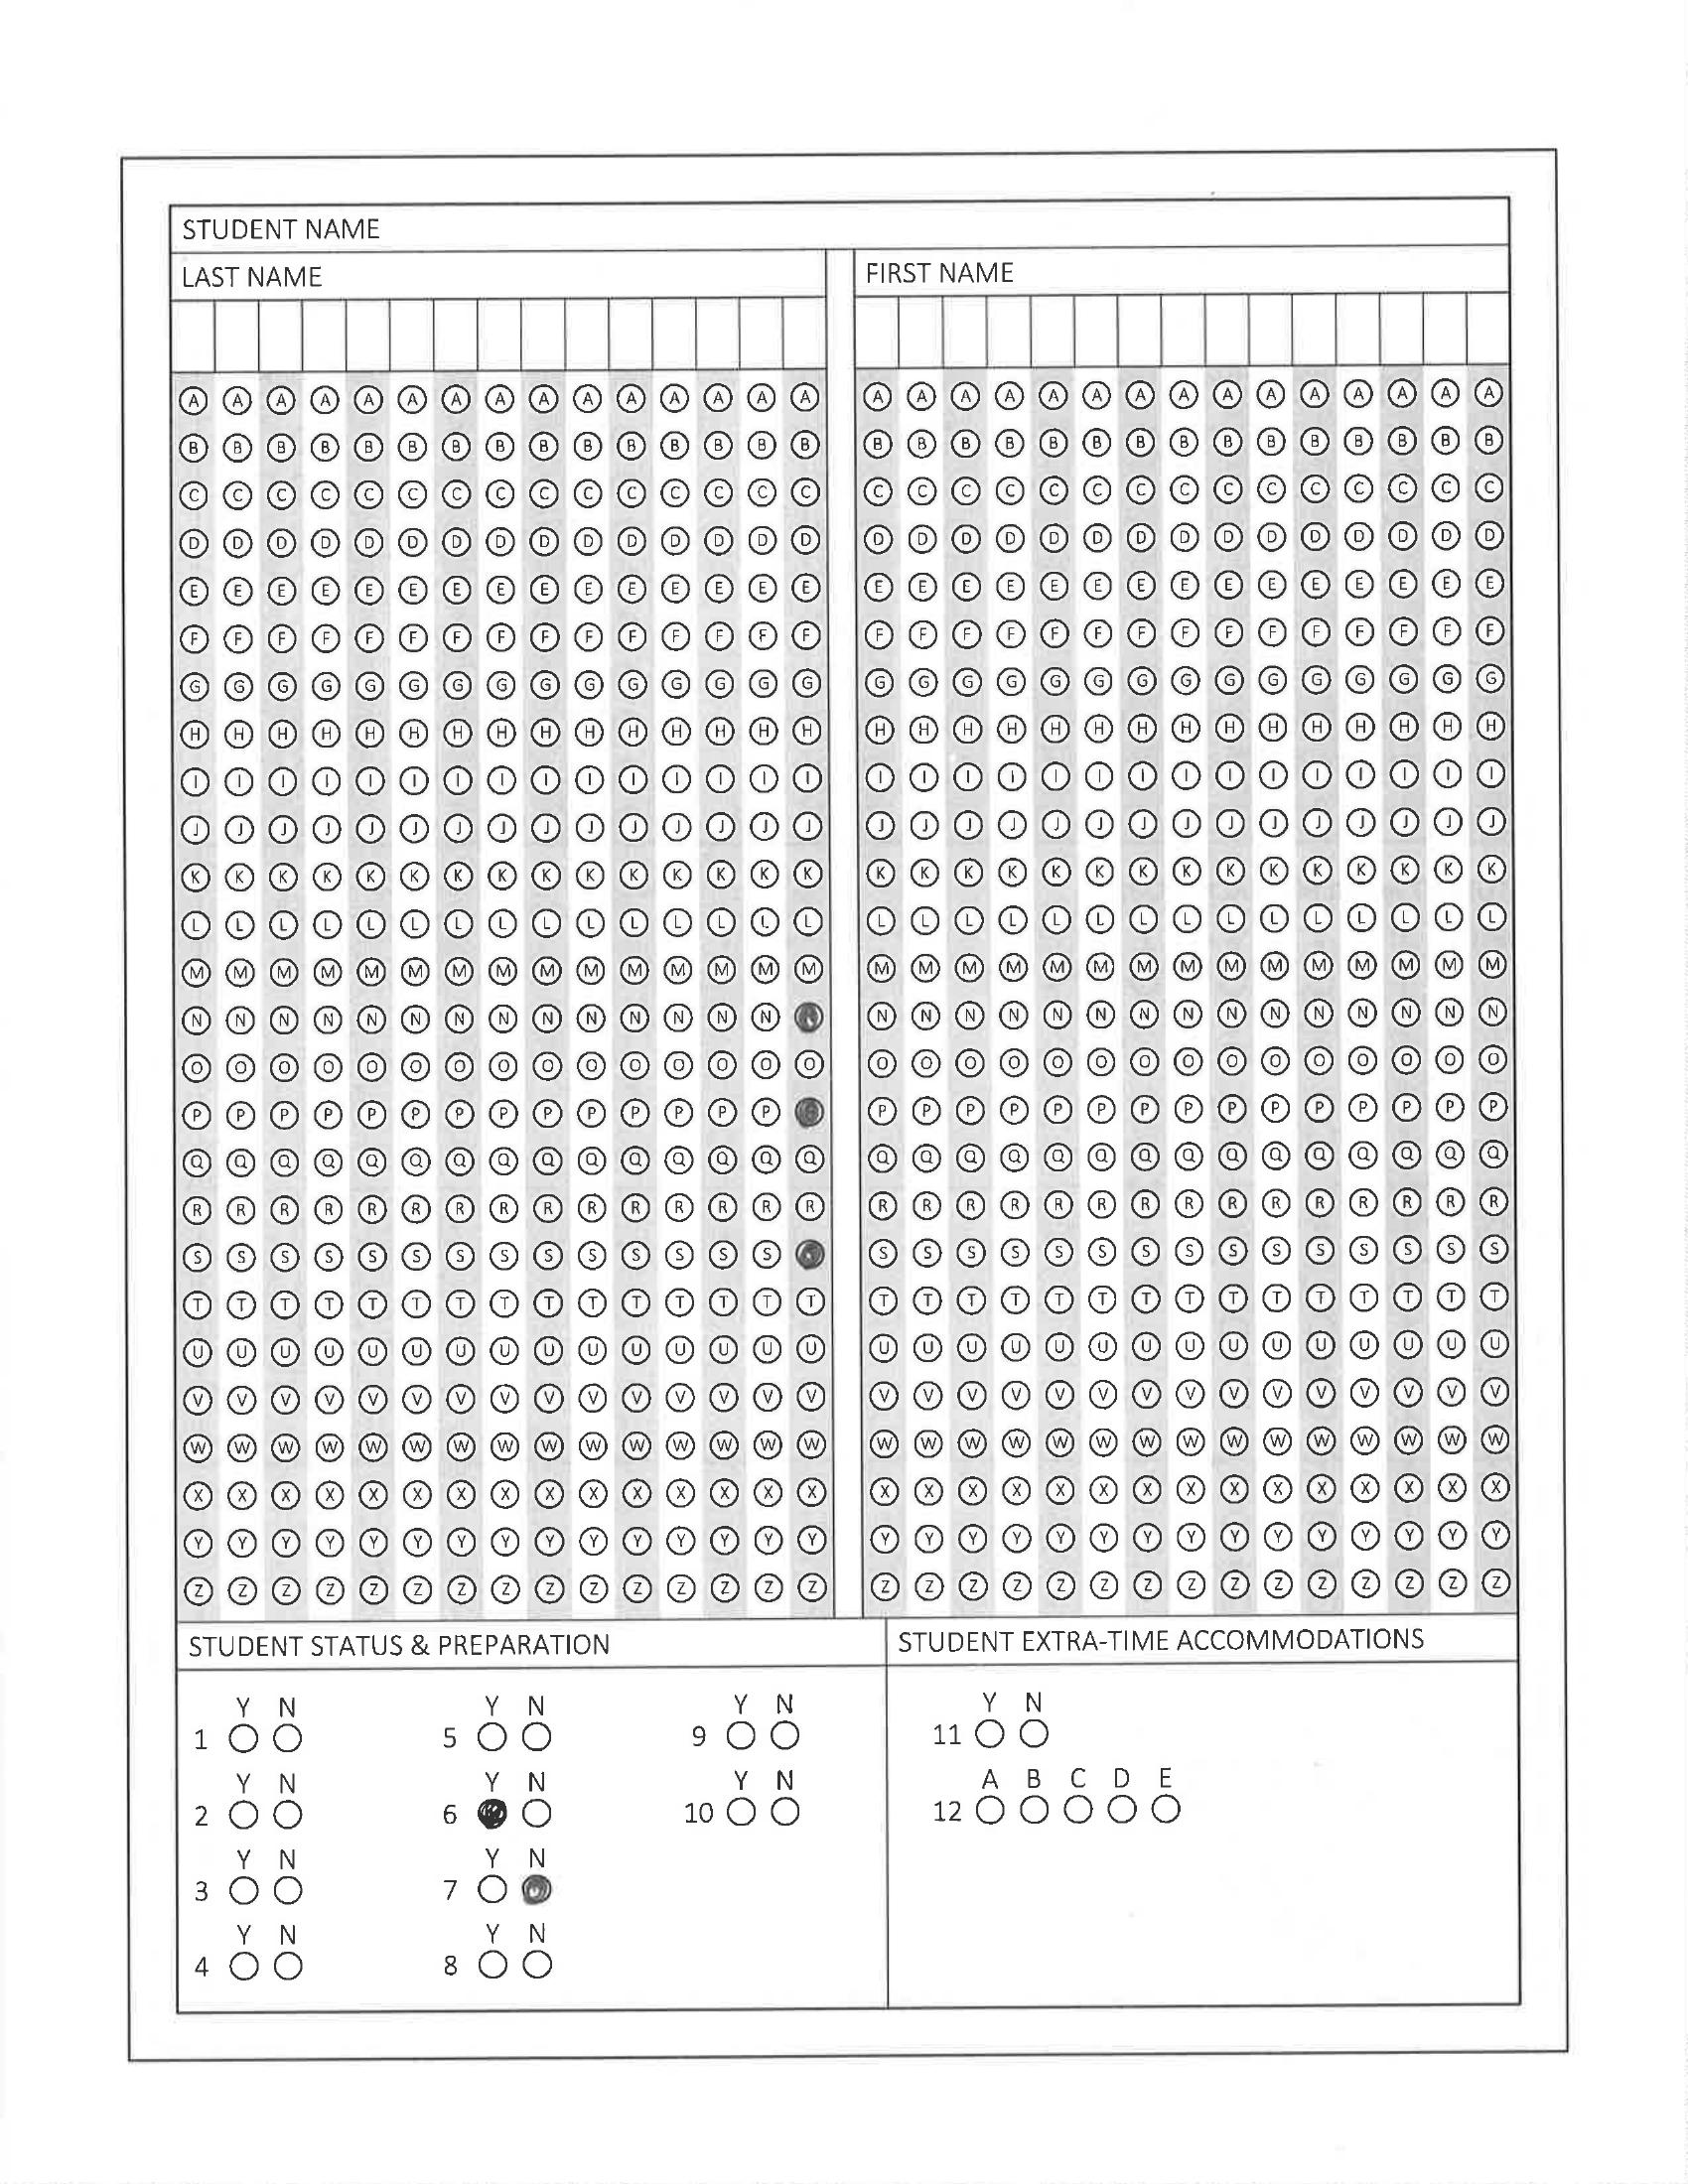 STUDENT NAME
LAST NAME FIRST NAME
A A A A A A A A A A A A A A A A A A A A A A A A A A A A A A
B B B B B B B B B B B B B B B B B B B B B B B B B B B B B B
C C C C C C C C C C C C C C C C C C C C C C C C C C C C C C
D D D D D D D D D D D D D D D D D D D D D D D D D D D D D D
E E E E E E E E E E E E E E E E E E E E E E E E E E E E E E
F F F F F F F F F F F F F F F F F F F F F F F F F F F F F F
G G G G G G G G G G G G G G G G G G G G G G G G G G G G G G
H H H H H H H H H H H H H H H H H H H H H H H H H H H H H H
I I I I I I I I I I I I I I I I I I I I I I I I I I I I I I
J J J J J J J J J J J J J J J J J J J J J J J J J J J J J J
K K K K K K K K K K K K K K K K K K K K K K K K K K K K K K
L L L L L L L L L L L L L L L L L L L L L L L L L L L L L L
M M M M M M M M M M M M M M M M M M M M M M M M M M M M M M
N N N N N N N N N N N N N N N N N N N N N N N N N N N N N
O O O O O O O O O O O O O O O O O O O O O O O O O O O O O O
P P P P P P P P P P P P P P P P P P P P P P P P P P P P P
Q Q Q Q Q Q Q Q Q Q Q Q Q Q Q Q Q Q Q Q Q Q Q Q Q Q Q Q Q Q
R R R R R R R R R R R R R R R R R R R R R R R R R R R R R R
S S S S S S S S S S S S S S S S S S S S S S S S S S S S S
T T T T T T T T T T T T T T T T T T T T T T T T T T T T T T
U U U U U U U U U U U U U U U U U U U U U U U U U U U U U U
V V V V V V V V V V V V V V V V V V V V V V V V V V V V V V
W W W W W W W W W W W W W W W W W W W W W W W W W W W W W W
X X X X X X X X X X X X X X X X X X X X X X X X X X X X X X
Y Y Y Y Y Y Y Y Y Y Y Y Y Y Y Y Y Y Y Y Y Y Y Y Y Y Y Y Y Y
Z Z Z Z Z Z Z Z Z Z Z Z Z Z Z Z Z Z Z Z Z Z Z Z Z Z Z Z Z Z
STUDENT STATUS & PREPARATION
Y N Y N Y N
1 5 9
Y N Y N Y N
2 6 10
Y N Y N
3 7
Y N Y N
4 8
STUDENT EXTRA-TIME ACCOMMODATIONS
Y N
11
A B C D E
12